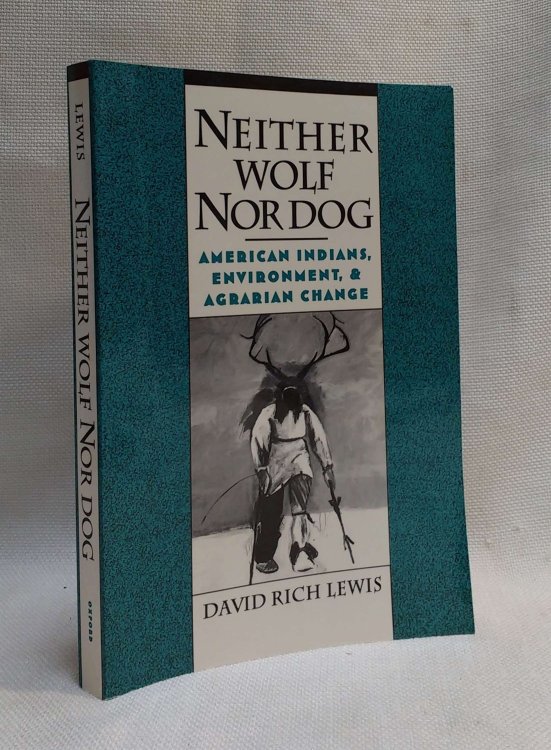 LEWIS
NEITHER WOLF NOR DOG
OXFORD
NEITHER
WOLF
NOR DOG
AMERICAN INDIANS,
ENVIRONMENT, &
AGRARIAN CHANGE
DAVID RICH LEWIS